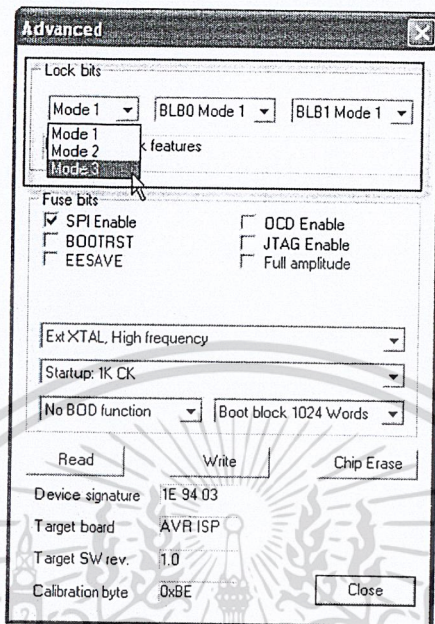 Advanced
Lock bits
Mode 1 BLB0 Mode 1 BLB1 Mode 1
Mode 1
Mode 2 k features
Mode 3
Fuse bits
SPI Enable OCD Enable
BOOTRST JTAG Enable
EESAVE Full amplitude
Ext XTAL, High frequency
Startup: 1K CK
No BOD function Boot block 1024 Words
Read Write Chip Erase
Device signature 1E 94 03
Target board AVR ISP
Target SW rev. 1.0
Calibration byte 0xBE Close